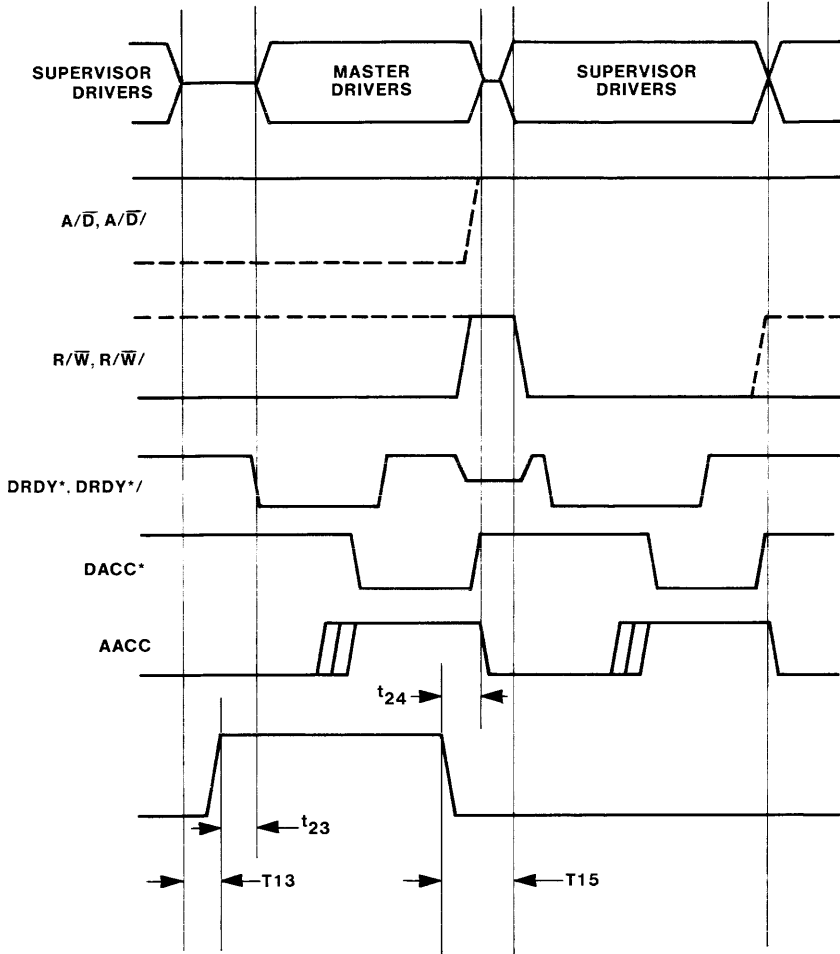 SUPERVISOR
DRIVERS
MASTER
DRIVERS
SUPERVISOR
DRIVERS
A/D̅, A/D̅/
R/W̅, R/W̅/
DRDY*, DRDY*/
DACC*
AACC
t24
t23
T13
T15